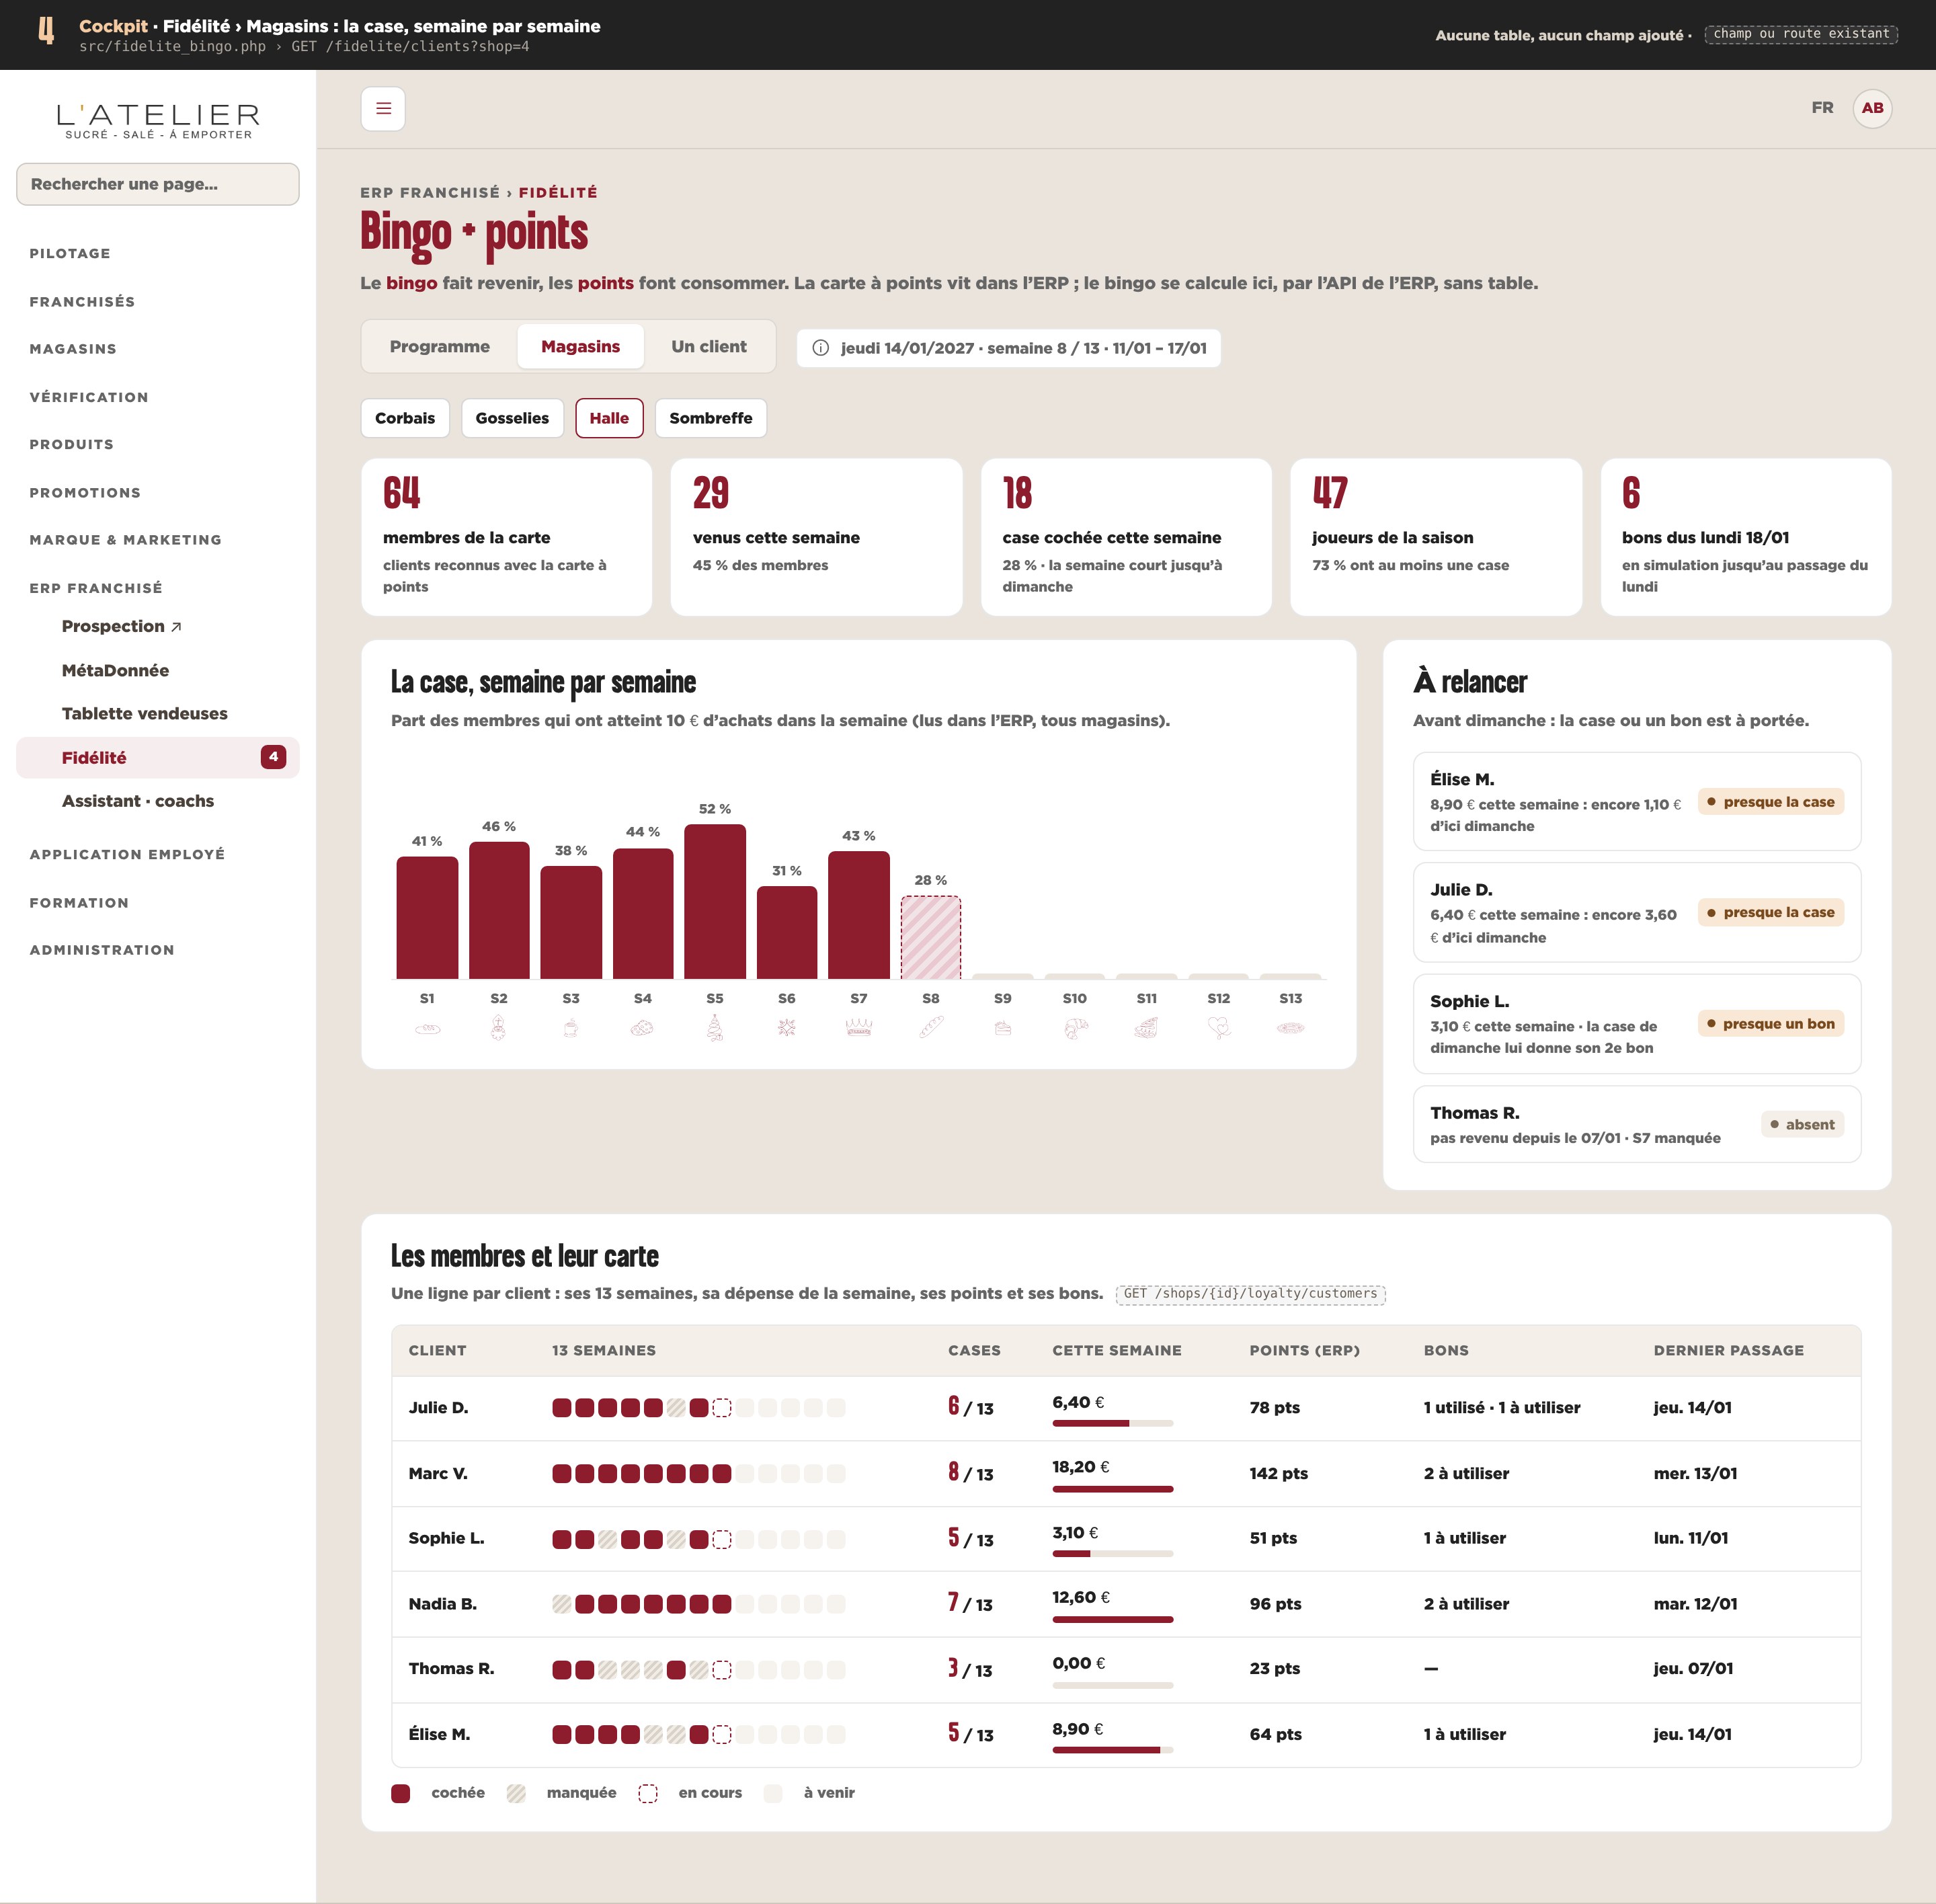 4
Cockpit · Fidélité › Magasins : la case, semaine par semaine
src/fidelite_bingo.php › GET /fidelite/clients?shop=4
Aucune table, aucun champ ajouté · champ ou route existant
L'ATELIER
SUCRÉ - SALÉ - Á EMPORTER
Rechercher une page...
PILOTAGE
FRANCHISÉS
MAGASINS
VÉRIFICATION
PRODUITS
PROMOTIONS
MARQUE & MARKETING
ERP FRANCHISÉ
Prospection ↗
MétaDonnée
Tablette vendeuses
Fidélité 4
Assistant · coachs
APPLICATION EMPLOYÉ
FORMATION
ADMINISTRATION
FR AB
ERP FRANCHISÉ › FIDÉLITÉ
Bingo + points
Le bingo fait revenir, les points font consommer. La carte à points vit dans l’ERP ; le bingo se calcule ici, par l’API de l’ERP, sans table.
Programme Magasins Un client
jeudi 14/01/2027 · semaine 8 / 13 · 11/01 – 17/01
Corbais Gosselies Halle Sombreffe
64
membres de la carte
clients reconnus avec la carte à
points
29
venus cette semaine
45 % des membres
18
case cochée cette semaine
28 % · la semaine court jusqu’à
dimanche
47
joueurs de la saison
73 % ont au moins une case
6
bons dus lundi 18/01
en simulation jusqu’au passage du
lundi
La case, semaine par semaine
Part des membres qui ont atteint 10 € d’achats dans la semaine (lus dans l’ERP, tous magasins).
41 % 46 % 38 % 44 % 52 % 31 % 43 % 28 %
S1 S2 S3 S4 S5 S6 S7 S8 S9 S10 S11 S12 S13
À relancer
Avant dimanche : la case ou un bon est à portée.
Élise M.
8,90 € cette semaine : encore 1,10 €
d’ici dimanche
presque la case
Julie D.
6,40 € cette semaine : encore 3,60
€ d’ici dimanche
presque la case
Sophie L.
3,10 € cette semaine · la case de
dimanche lui donne son 2e bon
presque un bon
Thomas R.
pas revenu depuis le 07/01 · S7 manquée
absent
Les membres et leur carte
Une ligne par client : ses 13 semaines, sa dépense de la semaine, ses points et ses bons. GET /shops/{id}/loyalty/customers
CLIENT 13 SEMAINES CASES CETTE SEMAINE POINTS (ERP) BONS DERNIER PASSAGE
Julie D. 6 / 13 6,40 € 78 pts 1 utilisé · 1 à utiliser jeu. 14/01
Marc V. 8 / 13 18,20 € 142 pts 2 à utiliser mer. 13/01
Sophie L. 5 / 13 3,10 € 51 pts 1 à utiliser lun. 11/01
Nadia B. 7 / 13 12,60 € 96 pts 2 à utiliser mar. 12/01
Thomas R. 3 / 13 0,00 € 23 pts — jeu. 07/01
Élise M. 5 / 13 8,90 € 64 pts 1 à utiliser jeu. 14/01
cochée manquée en cours à venir